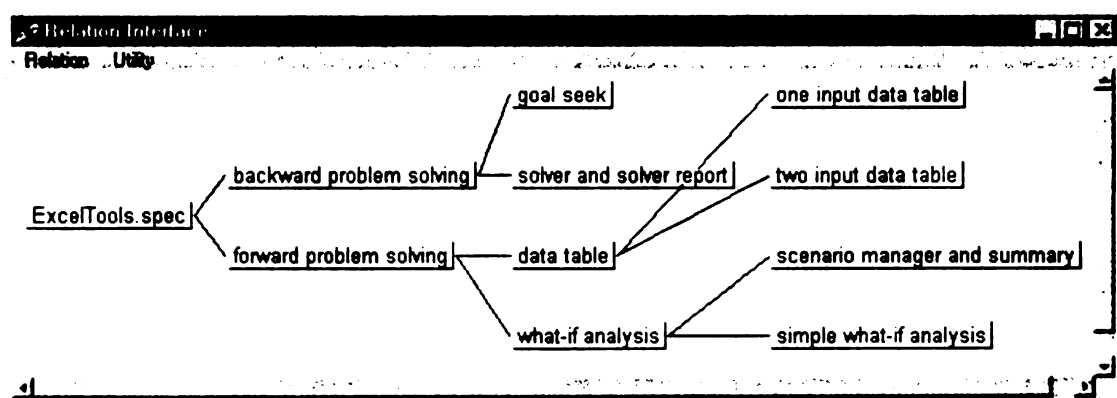 Relation Interface
Relation Utility
goal seek
one input data table
backward problem solving
solver and solver report
two input data table
ExcelTools.spec
forward problem solving
data table
scenario manager and summary
what-if analysis
simple what-if analysis